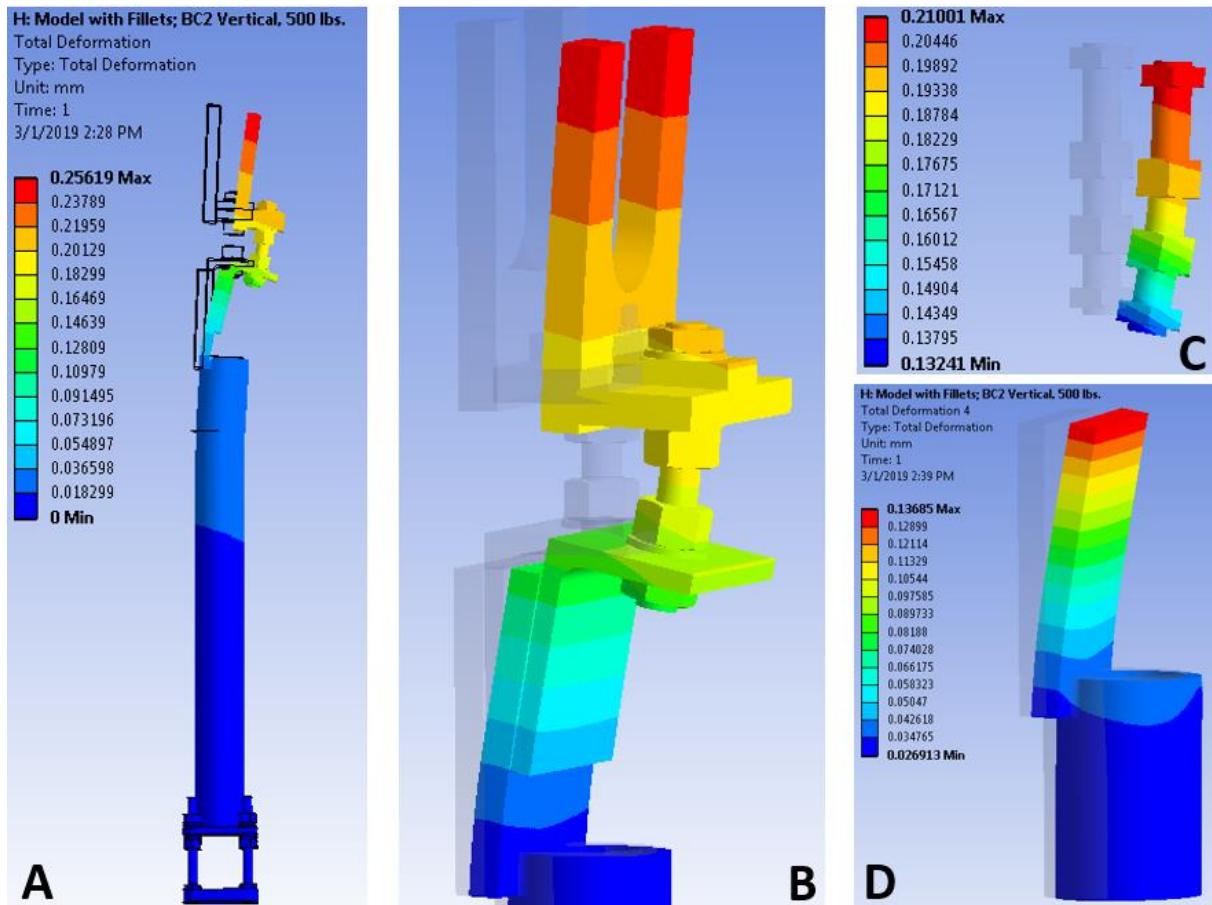 H: Model with Fillets; BC2 Vertical, 500 lbs.
Total Deformation
Type: Total Deformation
Unit: mm
Time: 1
3/1/2019 2:28 PM
0.25619 Max
0.23789
0.21959
0.20129
0.18299
0.16469
0.14639
0.12809
0.10979
0.091495
0.073196
0.054897
0.036598
0.018299
0 Min
A
B
0.21001 Max
0.20446
0.19892
0.19338
0.18784
0.18229
0.17675
0.17121
0.16567
0.16012
0.15458
0.14904
0.14349
0.13795
0.13241 Min
C
H: Model with Fillets; BC2 Vertical, 500 lbs.
Total Deformation 4
Type: Total Deformation
Unit: mm
Time: 1
3/1/2019 2:39 PM
0.13685 Max
0.12899
0.12114
0.11329
0.10544
0.097585
0.089733
0.08188
0.074028
0.066175
0.058323
0.05047
0.042618
0.034765
0.026913 Min
D